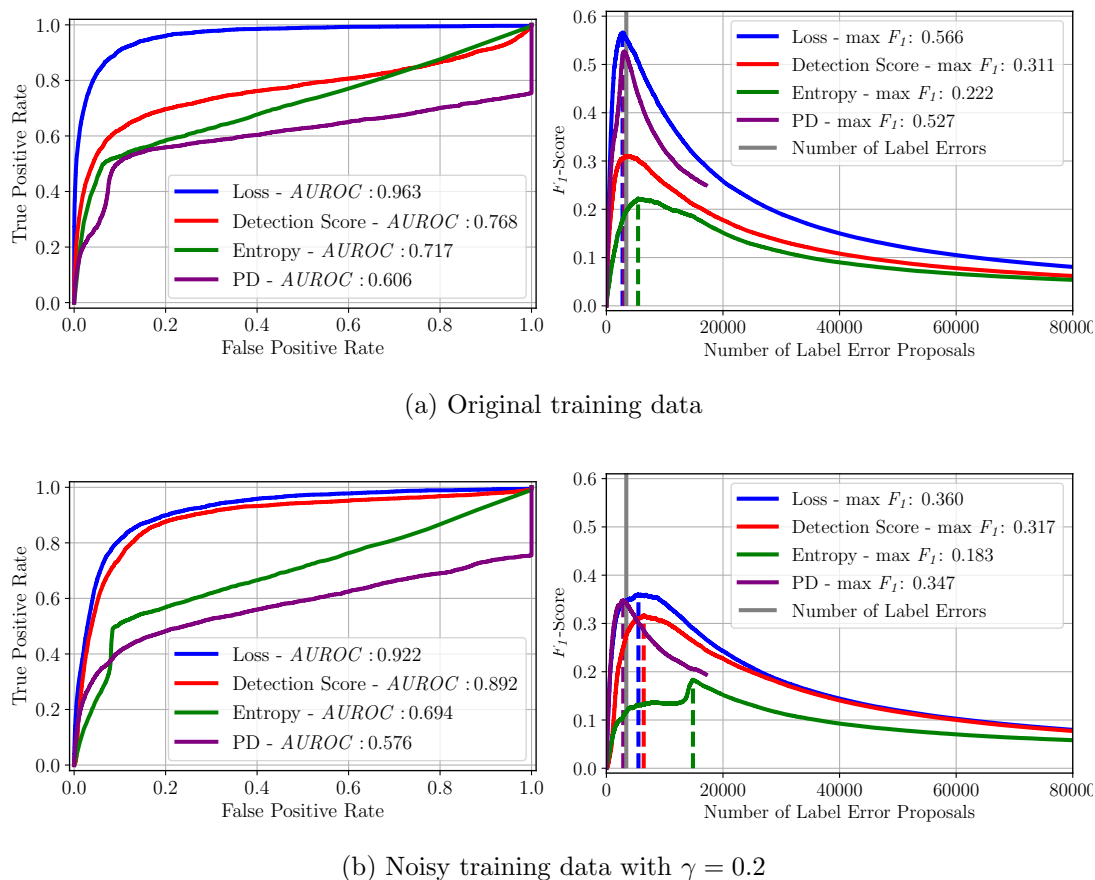 1.0
0.8
0.6
0.4
0.2
0.0
True Positive Rate
Loss - AUROC : 0.963
Detection Score - AUROC : 0.768
Entropy - AUROC : 0.717
PD - AUROC : 0.606
0.0 0.2 0.4 0.6 0.8 1.0
False Positive Rate
0.6
0.5
0.4
0.3
0.2
0.1
0.0
F1-Score
Loss - max F1: 0.566
Detection Score - max F1: 0.311
Entropy - max F1: 0.222
PD - max F1: 0.527
Number of Label Errors
0 20000 40000 60000 80000
Number of Label Error Proposals
(a) Original training data
1.0
0.8
0.6
0.4
0.2
0.0
True Positive Rate
Loss - AUROC : 0.922
Detection Score - AUROC : 0.892
Entropy - AUROC : 0.694
PD - AUROC : 0.576
0.0 0.2 0.4 0.6 0.8 1.0
False Positive Rate
0.6
0.5
0.4
0.3
0.2
0.1
0.0
F1-Score
Loss - max F1: 0.360
Detection Score - max F1: 0.317
Entropy - max F1: 0.183
PD - max F1: 0.347
Number of Label Errors
0 20000 40000 60000 80000
Number of Label Error Proposals
(b) Noisy training data with γ = 0.2